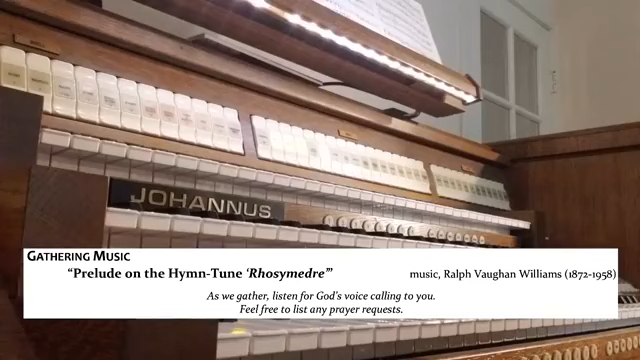 JOHANNUS
GATHERING MUSIC
“Prelude on the Hymn-Tune ‘Rhosymedre’” music, Ralph Vaughan Williams (1872-1958)
As we gather, listen for God’s voice calling to you.
Feel free to list any prayer requests.